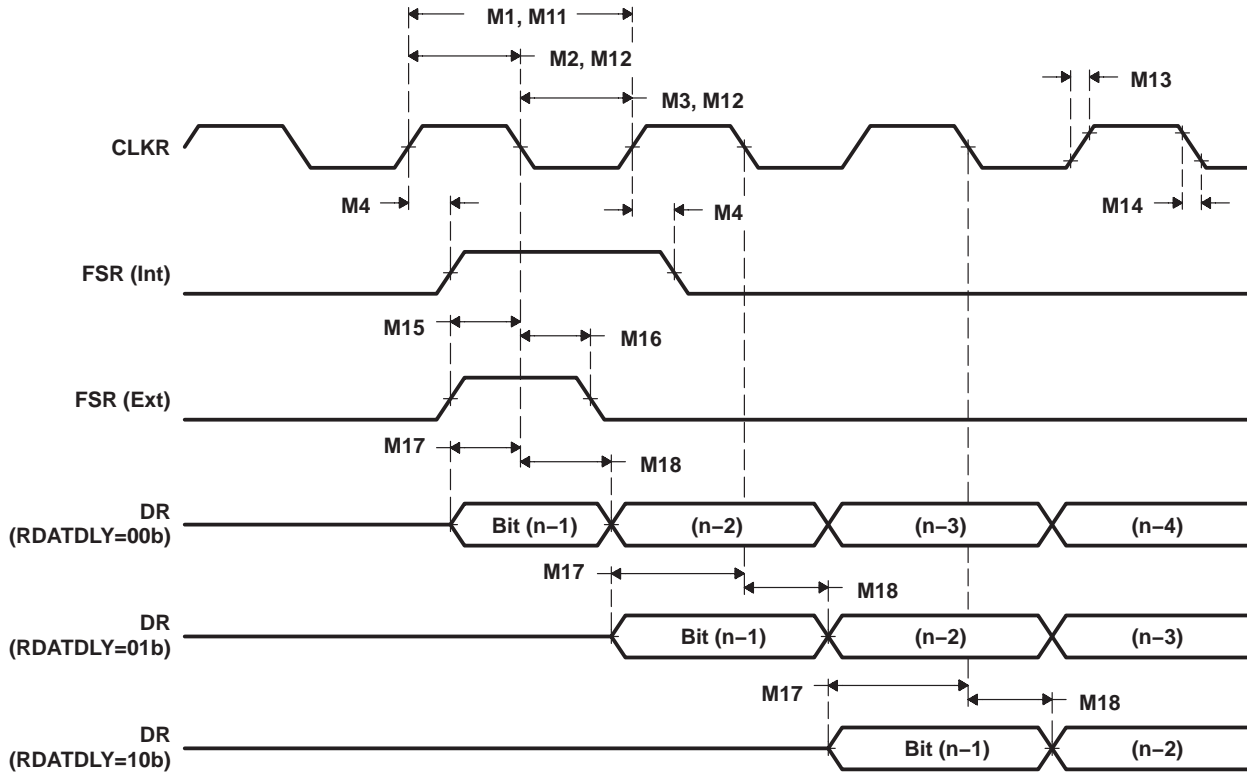 M1, M11
M2, M12
M13
M3, M12
CLKR
M4
M4
M14
FSR (Int)
M15
M16
FSR (Ext)
M17
M18
DR
(RDATDLY=00b)
Bit (n−1)
(n−2)
(n−3)
(n−4)
M17
M18
DR
(RDATDLY=01b)
Bit (n−1)
(n−2)
(n−3)
M17
M18
DR
(RDATDLY=10b)
Bit (n−1)
(n−2)